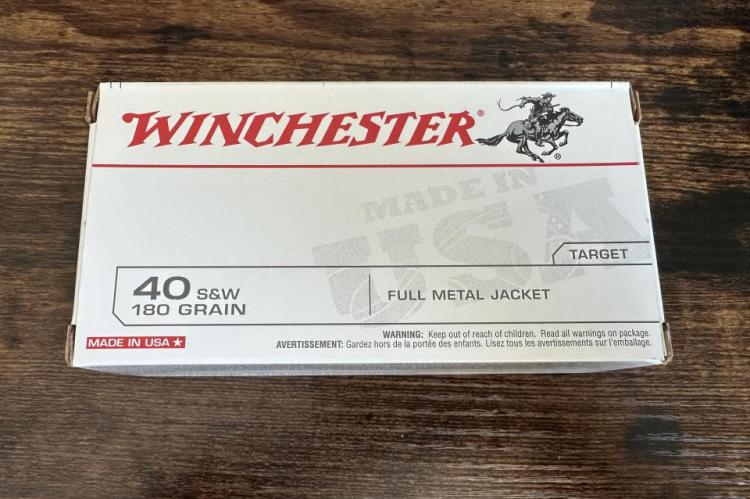 WINCHESTER®
®
MADE IN
USA
TARGET
40 S&W
180 GRAIN
FULL METAL JACKET
MADE IN USA
WARNING: Keep out of reach of children. Read all warnings on package.
AVERTISSEMENT: Gardez hors de la portée des enfants. Lisez tous les avertissements sur l'emballage.